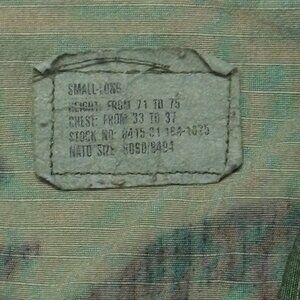 SMALL-LONG
HEIGHT: FROM 71 TO 75
CHEST: FROM 33 TO 37
STOCK NO: 8415-01-184-1335
NATO SIZE: 8090/8494